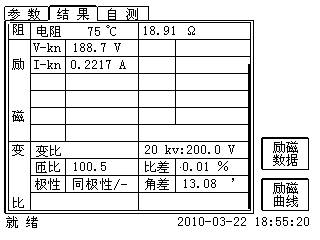 参数 结果 自测
阻 电阻 75℃ 18.91 Ω
励 V-kn 188.7 V
I-kn 0.2217 A
磁
变 变比 20 kv:200.0 V
匝比 100.5 比差 -0.01 %
极性 同极性/- 角差 13.08 '
比
励磁
数据
励磁
曲线
就绪 2010-03-22 18:55:20